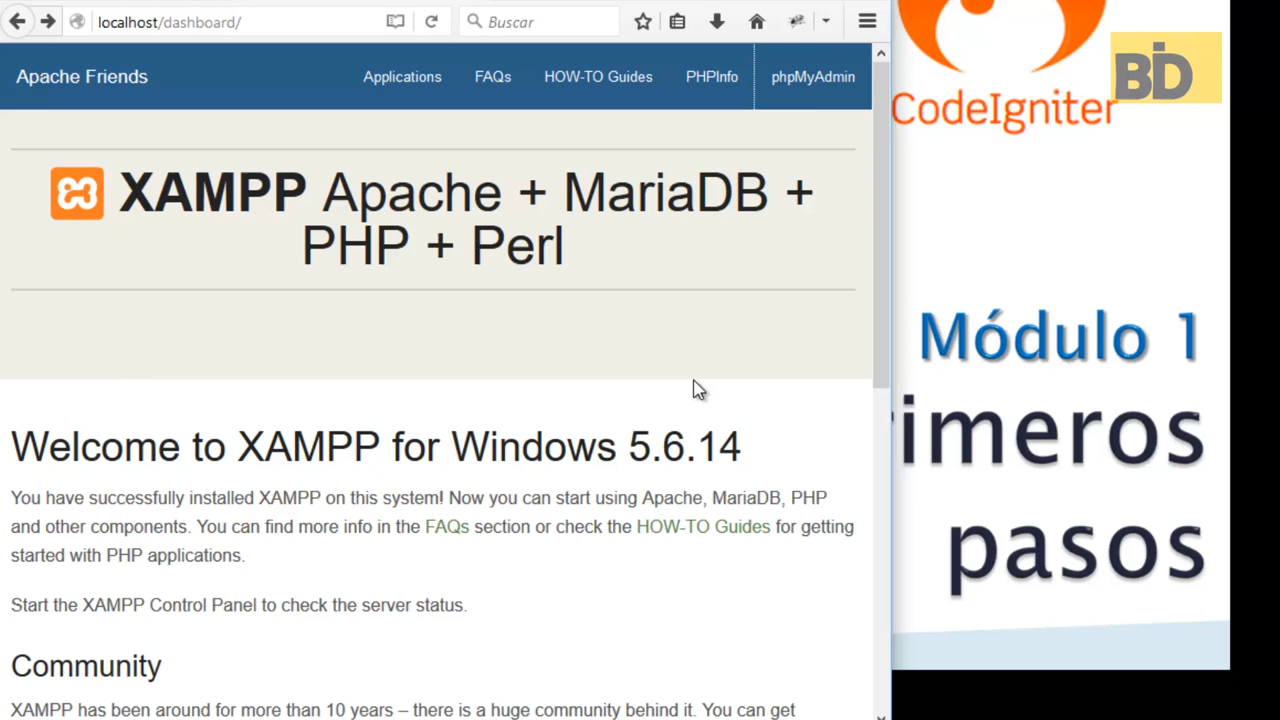 localhost/dashboard/
Buscar
Apache Friends
Applications
FAQs
HOW-TO Guides
PHPInfo
phpMyAdmin
XAMPP Apache + MariaDB +
PHP + Perl
Welcome to XAMPP for Windows 5.6.14
You have successfully installed XAMPP on this system! Now you can start using Apache, MariaDB, PHP
and other components. You can find more info in the FAQs section or check the HOW-TO Guides for getting
started with PHP applications.
Start the XAMPP Control Panel to check the server status.
Community
XAMPP has been around for more than 10 years – there is a huge community behind it. You can get
BID
CodeIgniter
Módulo 1
rimeros
pasos